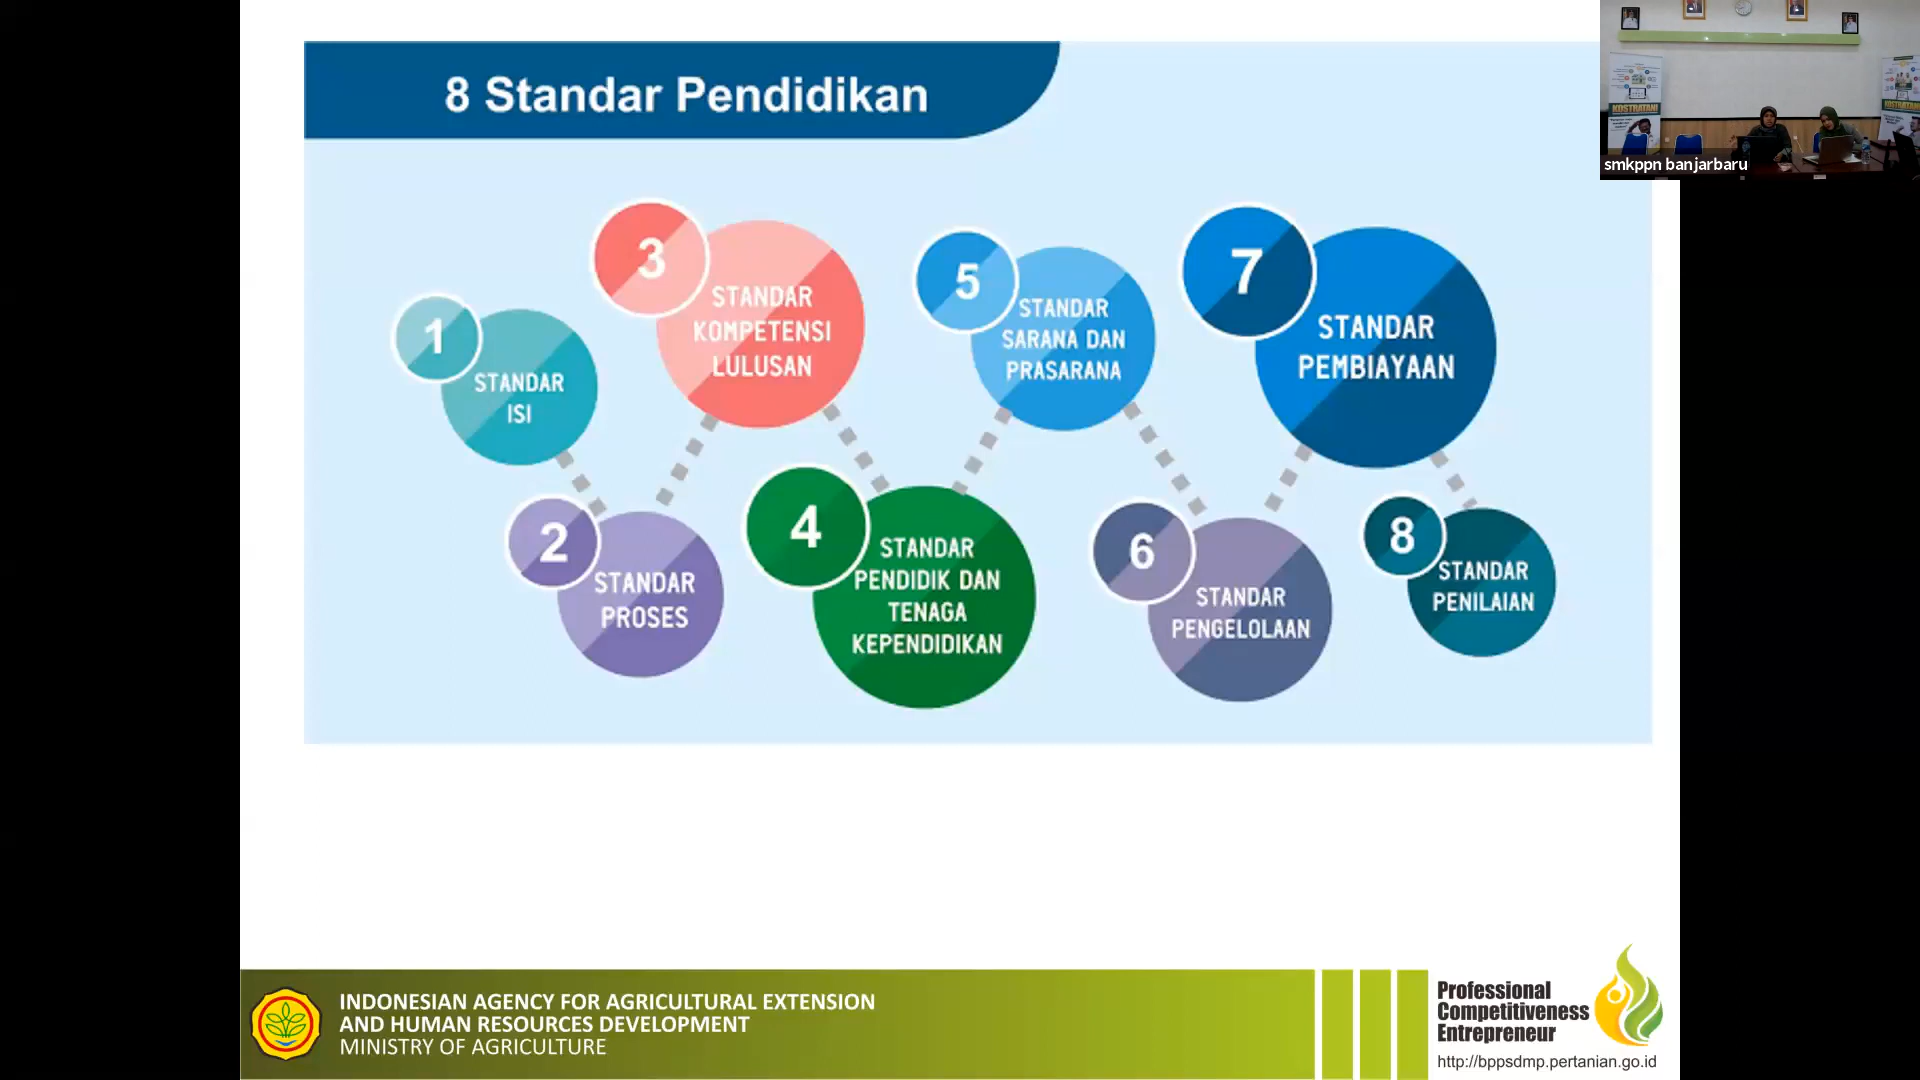 8 Standar Pendidikan
1
STANDAR
ISI
2
STANDAR
PROSES
3
STANDAR
KOMPETENSI
LULUSAN
4
STANDAR
PENDIDIK DAN
TENAGA
KEPENDIDIKAN
5
STANDAR
SARANA DAN
PRASARANA
6
STANDAR
PENGELOLAAN
7
STANDAR
PEMBIAYAAN
8
STANDAR
PENILAIAN
KOSTRATANI
smkppn banjarbaru
INDONESIAN AGENCY FOR AGRICULTURAL EXTENSION
AND HUMAN RESOURCES DEVELOPMENT
MINISTRY OF AGRICULTURE
Professional
Competitiveness
Entrepreneur
http://bppsdmp.pertanian.go.id